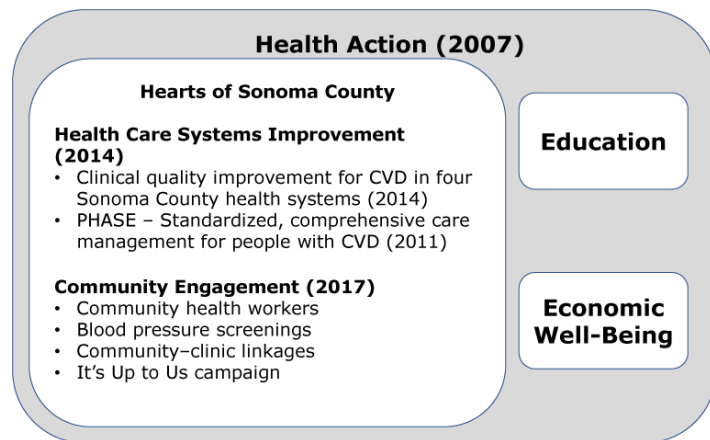 Health Action (2007)
Hearts of Sonoma County
Health Care Systems Improvement
(2014)
• Clinical quality improvement for CVD in four
Sonoma County health systems (2014)
• PHASE – Standardized, comprehensive care
management for people with CVD (2011)
Community Engagement (2017)
• Community health workers
• Blood pressure screenings
• Community–clinic linkages
• It’s Up to Us campaign
Education
Economic
Well-Being